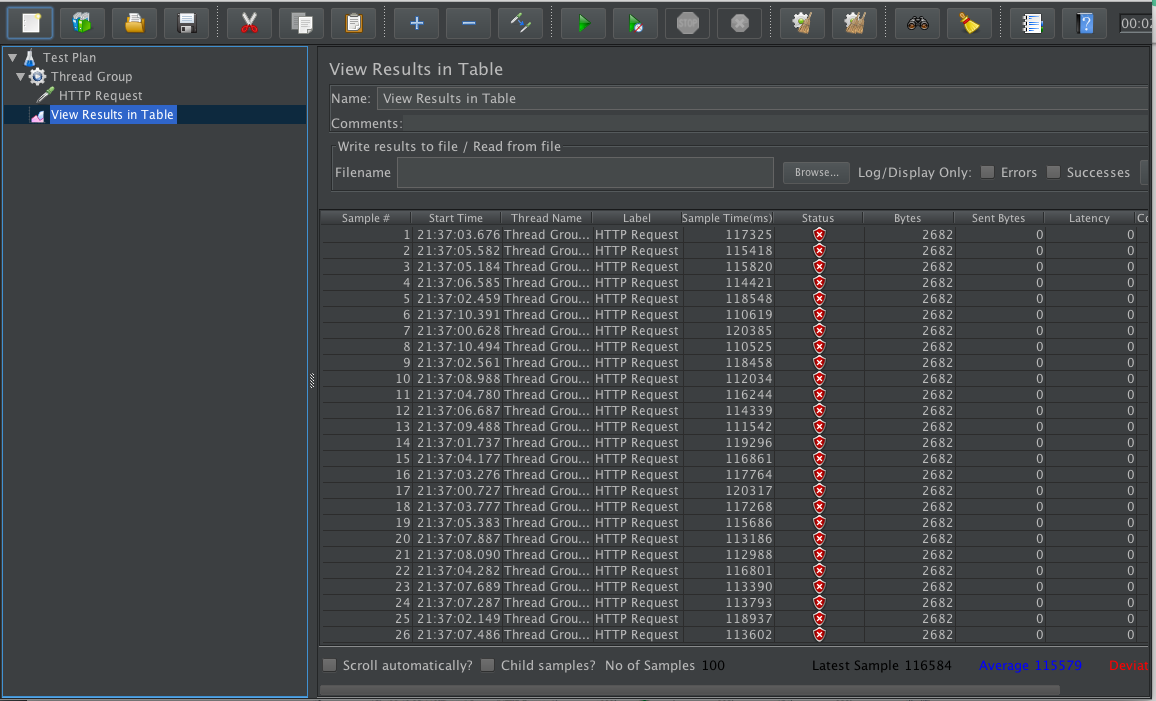 STOP
00:02
Test Plan
Thread Group
HTTP Request
View Results in Table
View Results in Table
Name: View Results in Table
Comments:
Write results to file / Read from file
Filename Browse... Log/Display Only: Errors Successes
Sample # Start Time Thread Name Label Sample Time(ms) Status Bytes Sent Bytes Latency Co
1 21:37:03.676 Thread Grou... HTTP Request 117325 2682 0 0
2 21:37:05.582 Thread Grou... HTTP Request 115418 2682 0 0
3 21:37:05.184 Thread Grou... HTTP Request 115820 2682 0 0
4 21:37:06.585 Thread Grou... HTTP Request 114421 2682 0 0
5 21:37:02.459 Thread Grou... HTTP Request 118548 2682 0 0
6 21:37:10.391 Thread Grou... HTTP Request 110619 2682 0 0
7 21:37:00.628 Thread Grou... HTTP Request 120385 2682 0 0
8 21:37:10.494 Thread Grou... HTTP Request 110525 2682 0 0
9 21:37:02.561 Thread Grou... HTTP Request 118458 2682 0 0
10 21:37:08.988 Thread Grou... HTTP Request 112034 2682 0 0
11 21:37:04.780 Thread Grou... HTTP Request 116244 2682 0 0
12 21:37:06.687 Thread Grou... HTTP Request 114339 2682 0 0
13 21:37:09.488 Thread Grou... HTTP Request 111542 2682 0 0
14 21:37:01.737 Thread Grou... HTTP Request 119296 2682 0 0
15 21:37:04.177 Thread Grou... HTTP Request 116861 2682 0 0
16 21:37:03.276 Thread Grou... HTTP Request 117764 2682 0 0
17 21:37:00.727 Thread Grou... HTTP Request 120317 2682 0 0
18 21:37:03.777 Thread Grou... HTTP Request 117268 2682 0 0
19 21:37:05.383 Thread Grou... HTTP Request 115686 2682 0 0
20 21:37:07.887 Thread Grou... HTTP Request 113186 2682 0 0
21 21:37:08.090 Thread Grou... HTTP Request 112988 2682 0 0
22 21:37:04.282 Thread Grou... HTTP Request 116801 2682 0 0
23 21:37:07.689 Thread Grou... HTTP Request 113390 2682 0 0
24 21:37:07.287 Thread Grou... HTTP Request 113793 2682 0 0
25 21:37:02.149 Thread Grou... HTTP Request 118937 2682 0 0
26 21:37:07.486 Thread Grou... HTTP Request 113602 2682 0 0
Scroll automatically? Child samples? No of Samples 100 Latest Sample 116584 Average 115579 Deviat